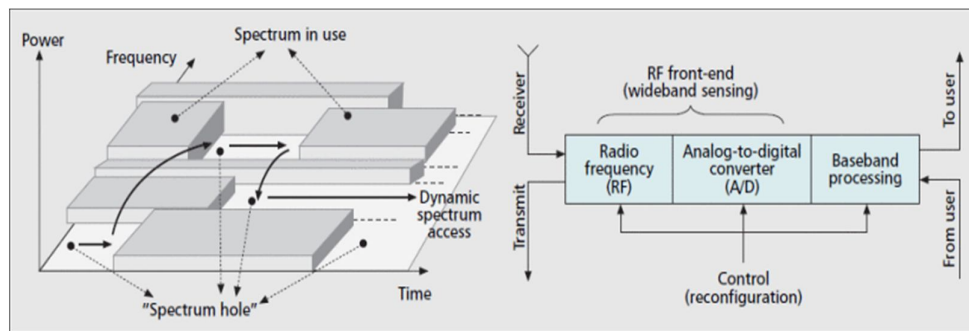 Power
Frequency
Spectrum in use
Dynamic
spectrum
access
Time
"Spectrum hole"
Receiver
Transmit
RF front-end
(wideband sensing)
Radio
frequency
(RF)
Analog-to-digital
converter
(A/D)
Baseband
processing
To user
From user
Control
(reconfiguration)